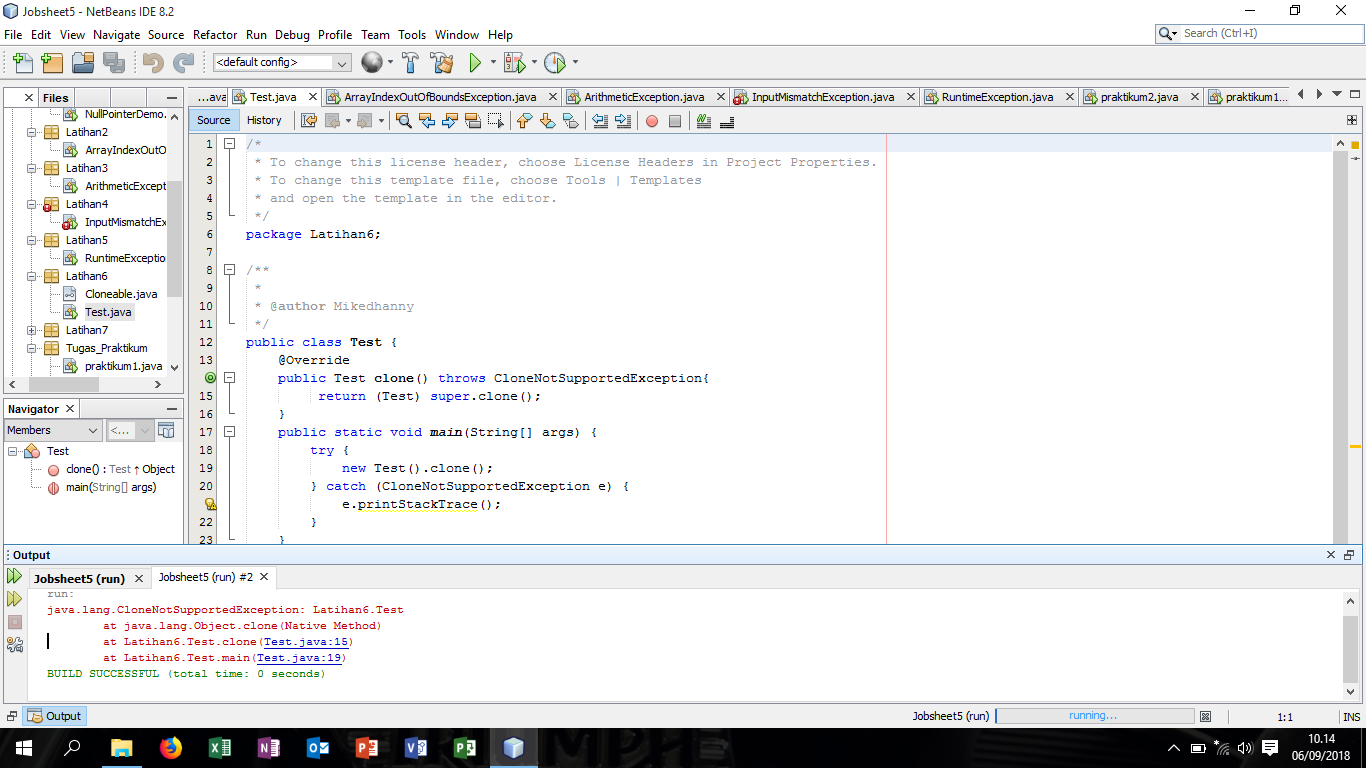 Jobsheet5 - NetBeans IDE 8.2
File Edit View Navigate Source Refactor Run Debug Profile Team Tools Window Help
Search (Ctrl+I)
<default config>
Files
...ava Test.java ArrayIndexOutOfBoundsException.java ArithmeticException.java InputMismatchException.java RuntimeException.java praktikum2.java praktikum1...
Source History
NullPointerDemo.
Latihan2
ArrayIndexOutO
Latihan3
ArithmeticExcept
Latihan4
InputMismatchEx
Latihan5
RuntimeExceptio
Latihan6
Cloneable.java
Test.java
Latihan7
Tugas_Praktikum
praktikum1.java
Navigator
Members <...
Test
clone() : Test ↑ Object
main(String[] args)
1 /*
2 * To change this license header, choose License Headers in Project Properties.
3 * To change this template file, choose Tools | Templates
4 * and open the template in the editor.
5 */
6 package Latihan6;
7
8 /**
9 *
10 * @author Mikedhanny
11 */
12 public class Test {
13 @Override
public Test clone() throws CloneNotSupportedException{
15 return (Test) super.clone();
16 }
17 public static void main(String[] args) {
18 try {
19 new Test().clone();
20 } catch (CloneNotSupportedException e) {
e.printStackTrace();
22 }
23 }
Output
Jobsheet5 (run) Jobsheet5 (run) #2
run:
java.lang.CloneNotSupportedException: Latihan6.Test
at java.lang.Object.clone(Native Method)
at Latihan6.Test.clone(Test.java:15)
at Latihan6.Test.main(Test.java:19)
BUILD SUCCESSFUL (total time: 0 seconds)
Output
Jobsheet5 (run) running... 1:1 INS
10.14
06/09/2018